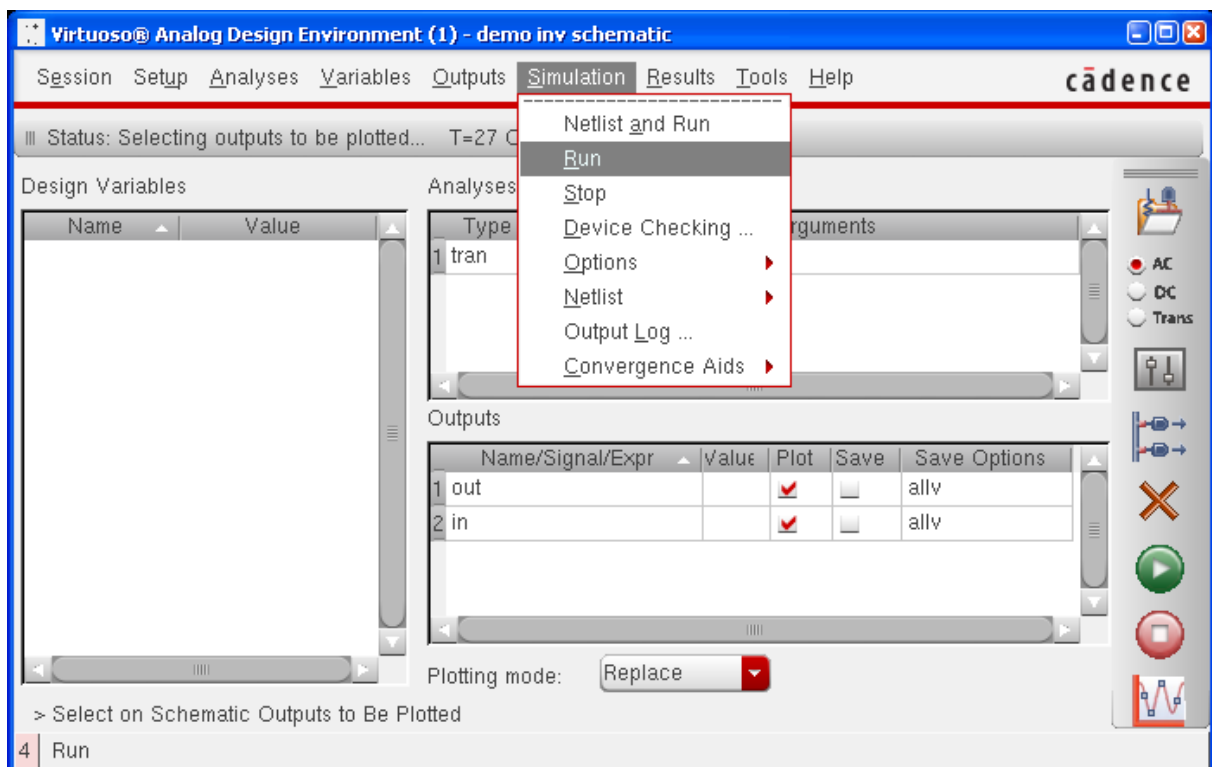 Virtuoso® Analog Design Environment (1) - demo inv schematic
Session Setup Analyses Variables Outputs Simulation Results Tools Help cādence
Status: Selecting outputs to be plotted... T=27 C
Netlist and Run
Run
Stop
Device Checking ...
Options
Netlist
Output Log ...
Convergence Aids
Design Variables
Name Value
Analyses
Type
1 tran
AC
DC
Trans
Outputs
Name/Signal/Expr Value Plot Save Save Options
1 out allv
2 in allv
Plotting mode: Replace
> Select on Schematic Outputs to Be Plotted
4 Run